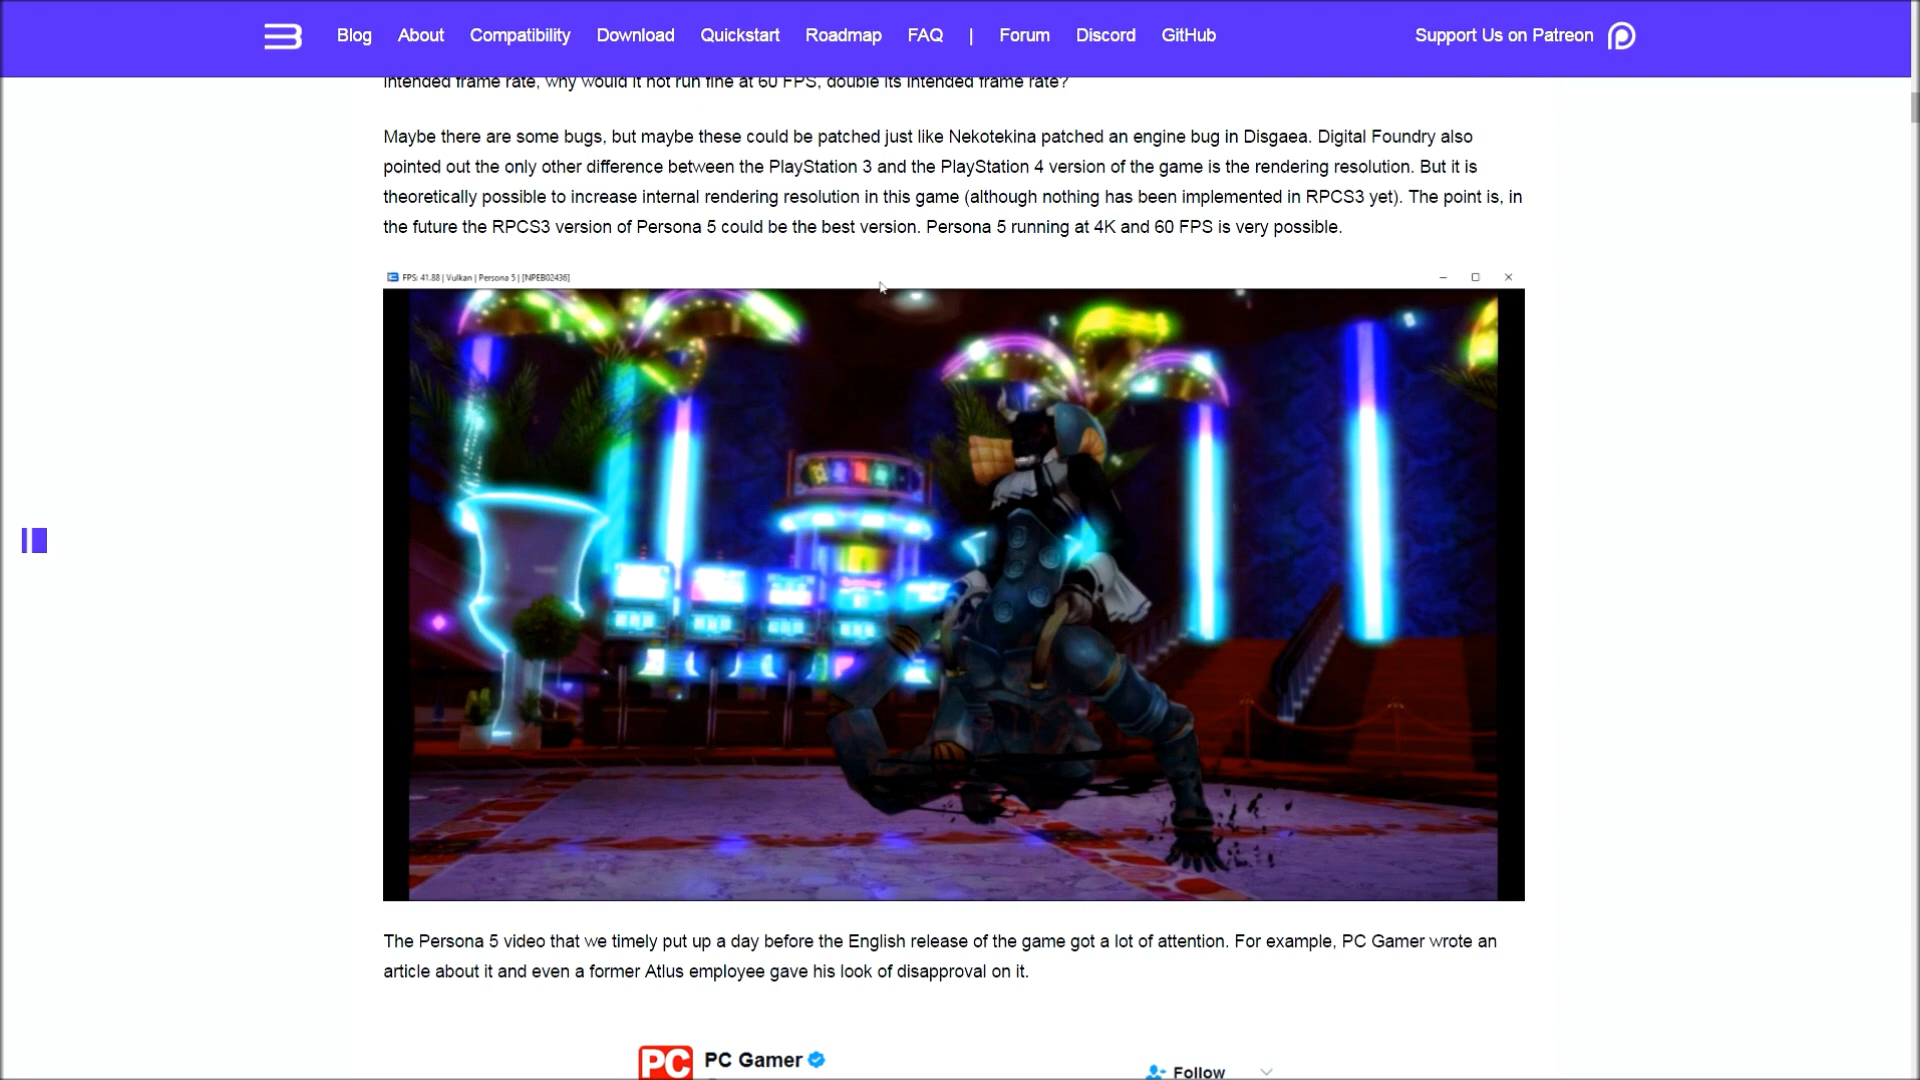 Blog About Compatibility Download Quickstart Roadmap FAQ | Forum Discord GitHub Support Us on Patreon
intended frame rate, why would it not run fine at 60 FPS, double its intended frame rate?
Maybe there are some bugs, but maybe these could be patched just like Nekotekina patched an engine bug in Disgaea. Digital Foundry also
pointed out the only other difference between the PlayStation 3 and the PlayStation 4 version of the game is the rendering resolution. But it is
theoretically possible to increase internal rendering resolution in this game (although nothing has been implemented in RPCS3 yet). The point is, in
the future the RPCS3 version of Persona 5 could be the best version. Persona 5 running at 4K and 60 FPS is very possible.
FPS: 41.88 | Vulkan | Persona 5 | [NPEB02436]
The Persona 5 video that we timely put up a day before the English release of the game got a lot of attention. For example, PC Gamer wrote an
article about it and even a former Atlus employee gave his look of disapproval on it.
PC PC Gamer Follow